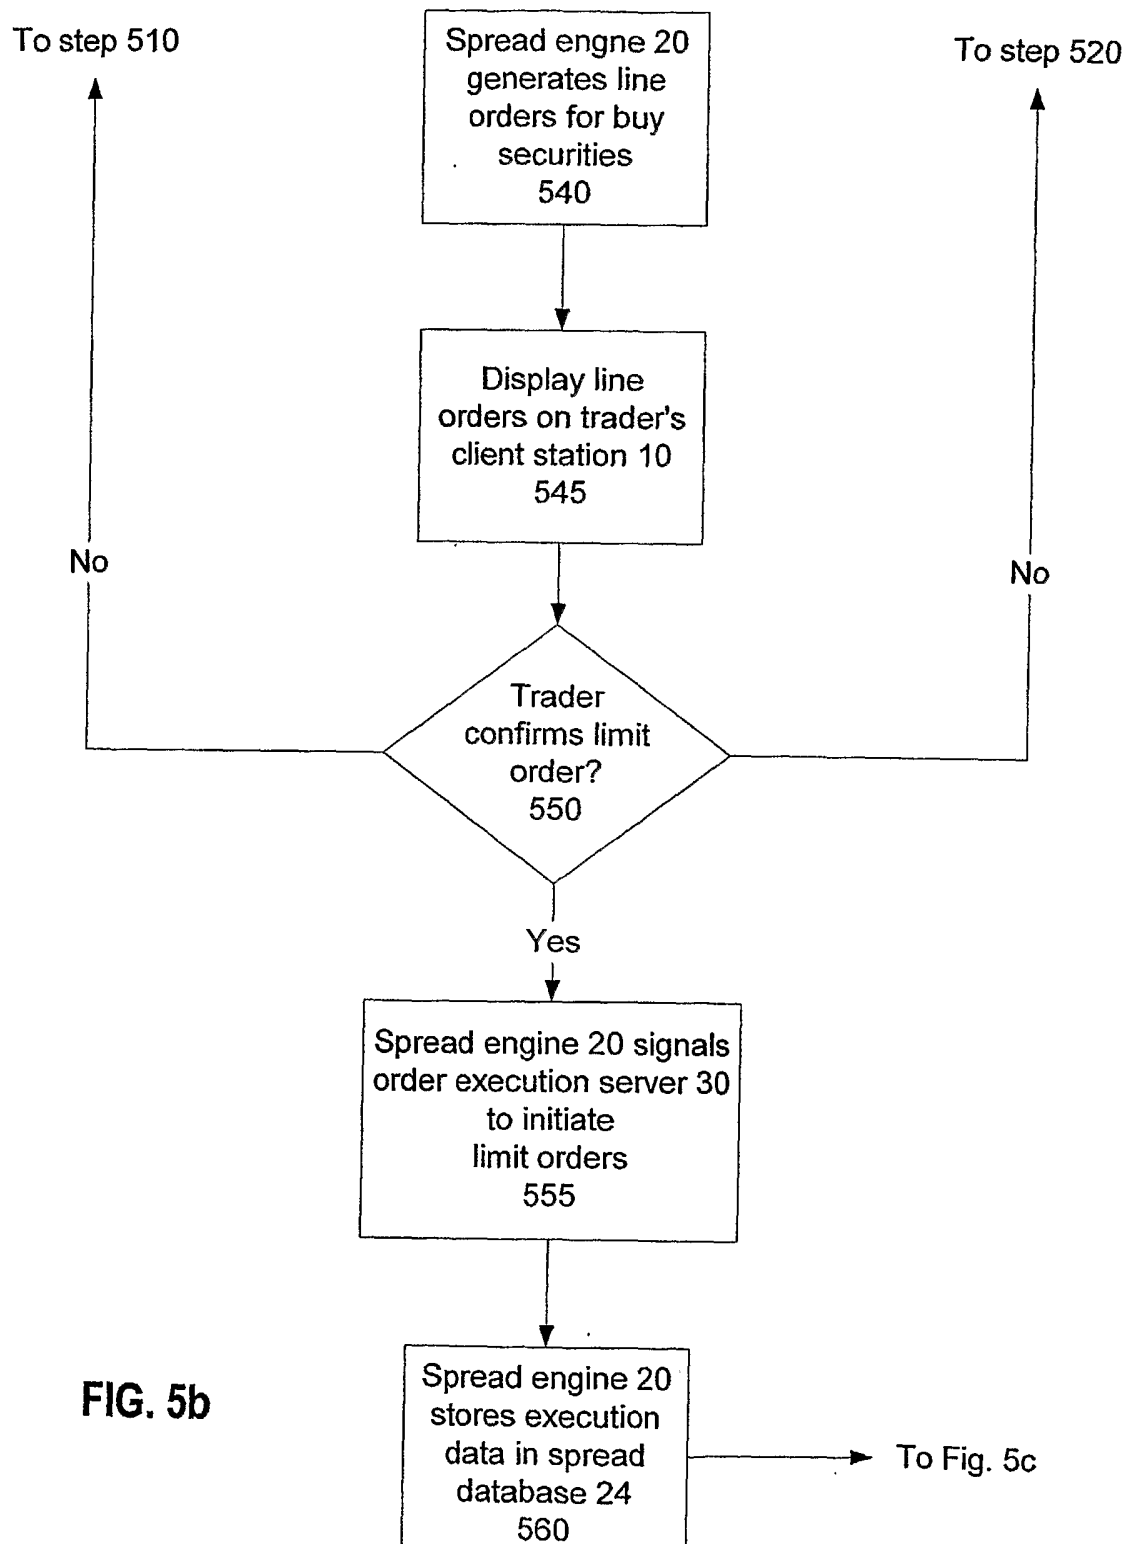 To step 510
Spread engne 20
generates line
orders for buy
securities
540
To step 520
Display line
orders on trader's
client station 10
545
No
No
Trader
confirms limit
order?
550
Yes
Spread engine 20 signals
order execution server 30
to initiate
limit orders
555
Spread engine 20
stores execution
data in spread
database 24
560
To Fig. 5c
FIG. 5b